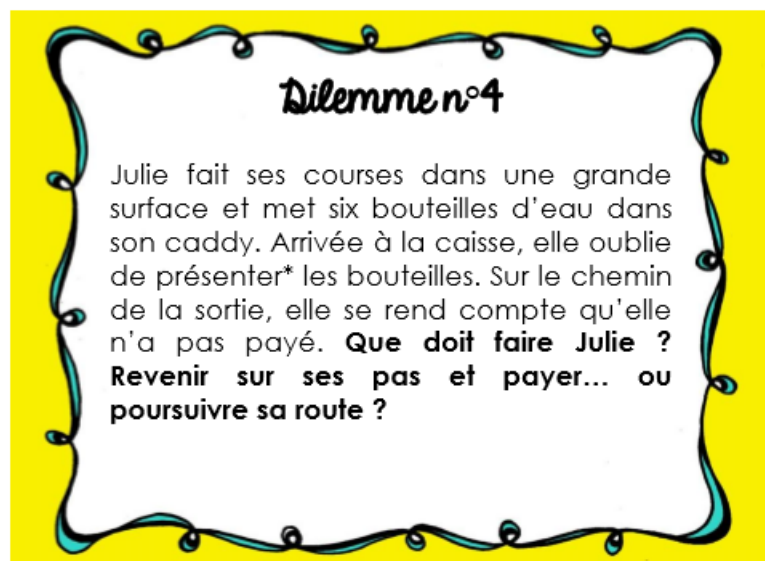 Dilemme n°4
Julie fait ses courses dans une grande
surface et met six bouteilles d'eau dans
son caddy. Arrivée à la caisse, elle oublie
de présenter* les bouteilles. Sur le chemin
de la sortie, elle se rend compte qu'elle
n'a pas payé. Que doit faire Julie ?
Revenir sur ses pas et payer... ou
poursuivre sa route ?